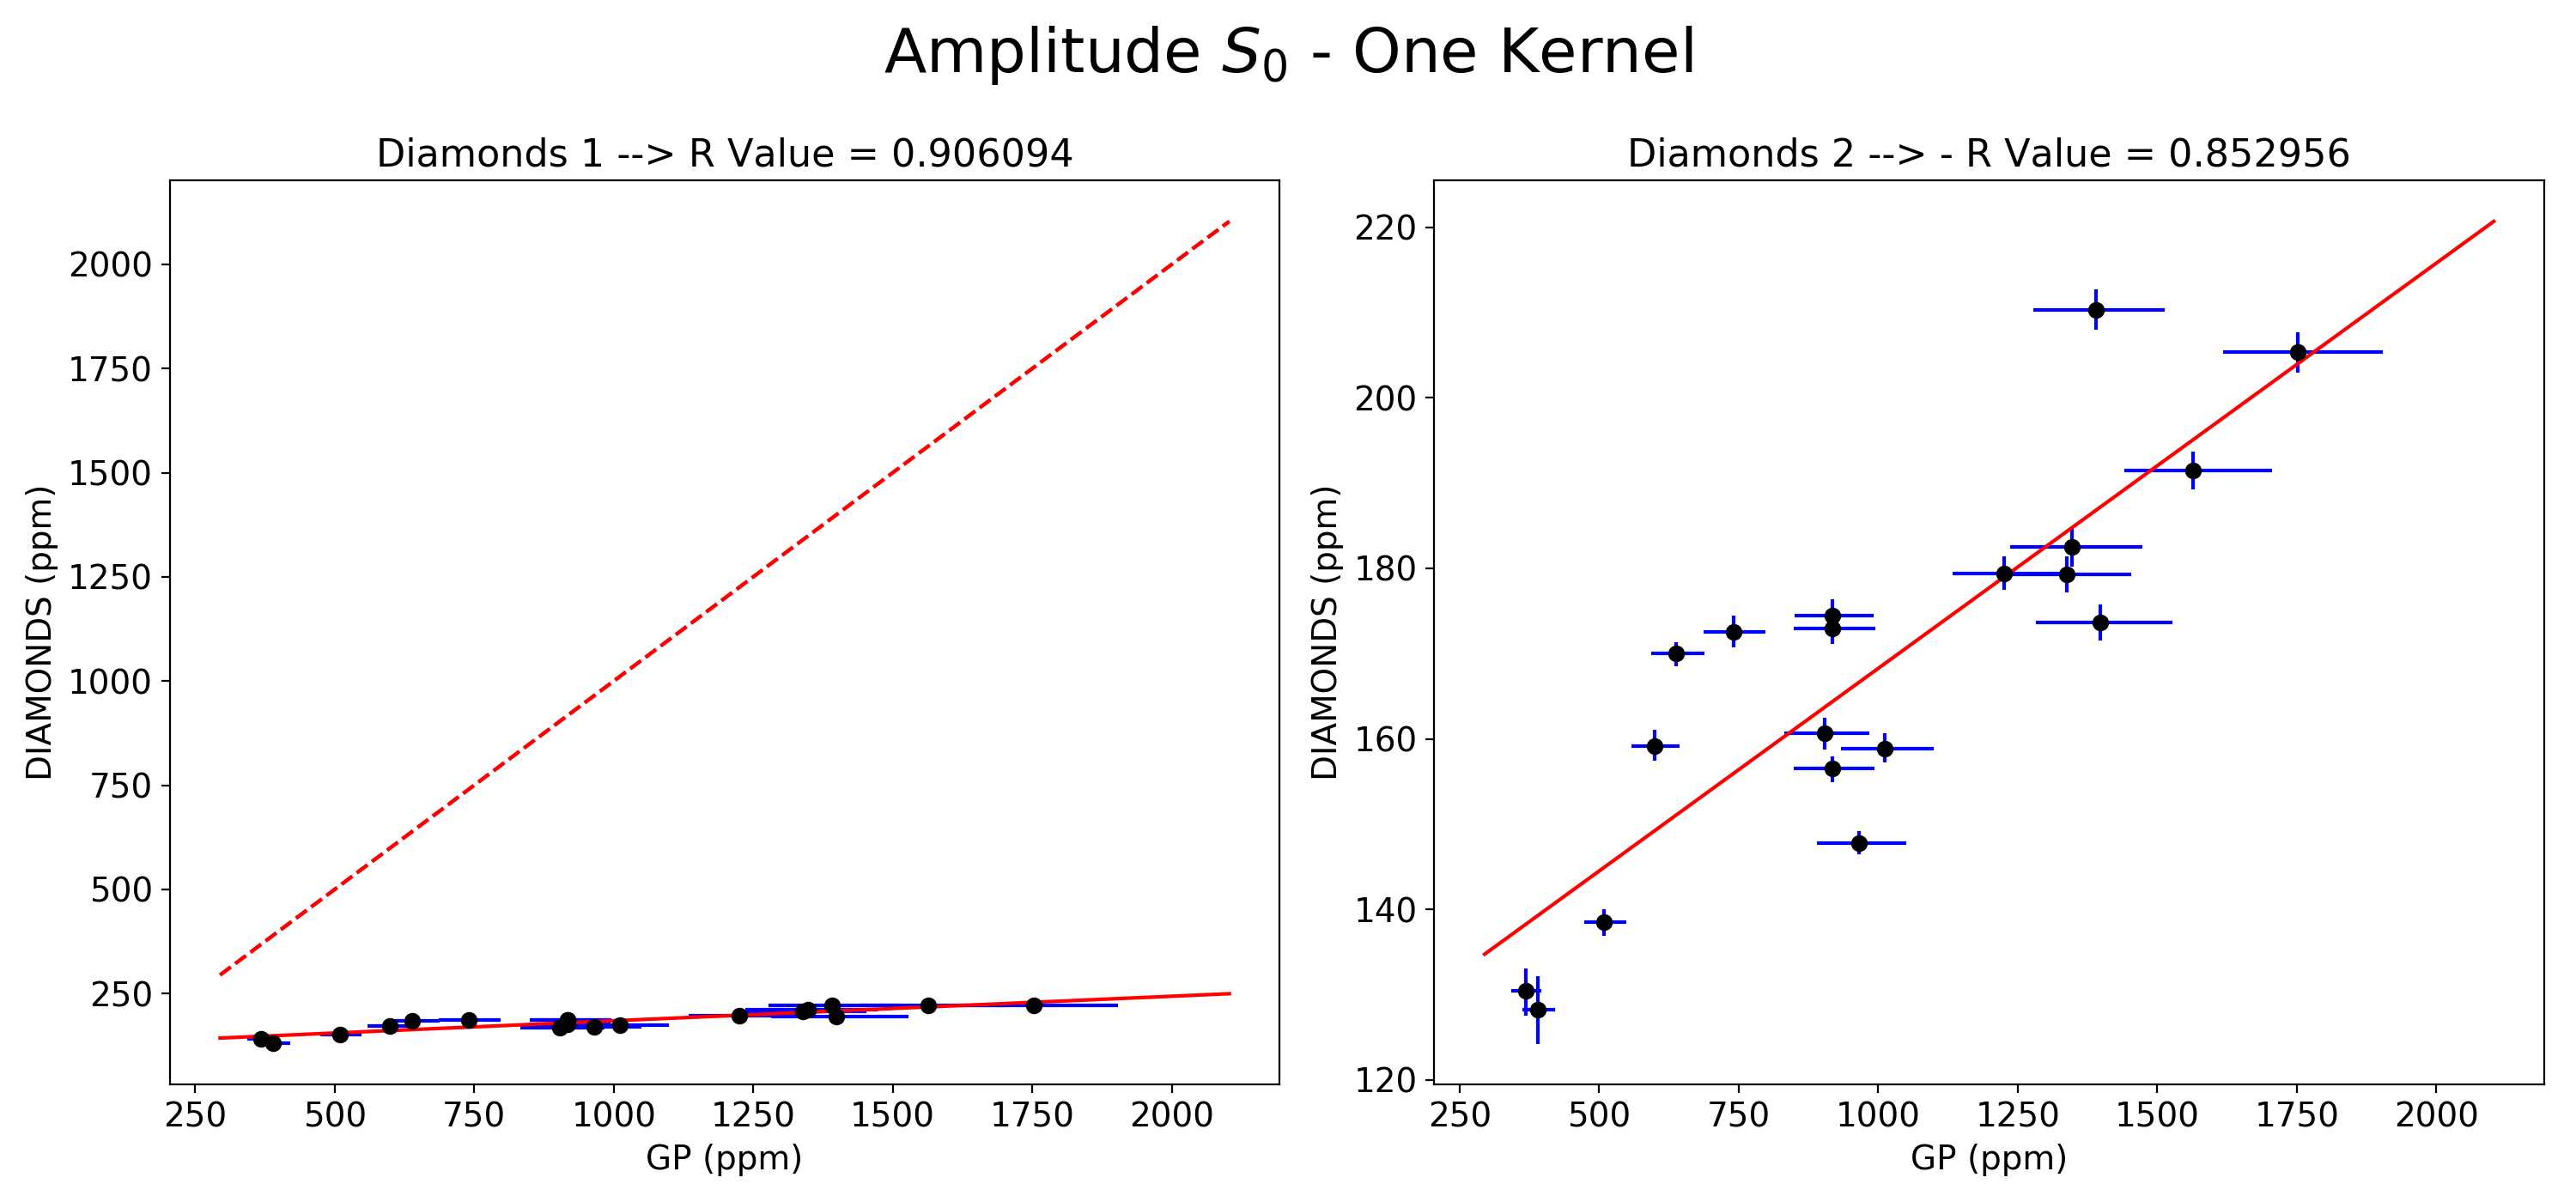 Amplitude S₀ - One Kernel
Diamonds 1 --> R Value = 0.906094
DIAMONDS (ppm)
2000
1750
1500
1250
1000
750
500
250
250 500 750 1000 1250 1500 1750 2000
GP (ppm)
Diamonds 2 --> - R Value = 0.852956
DIAMONDS (ppm)
220
200
180
160
140
120
250 500 750 1000 1250 1500 1750 2000
GP (ppm)